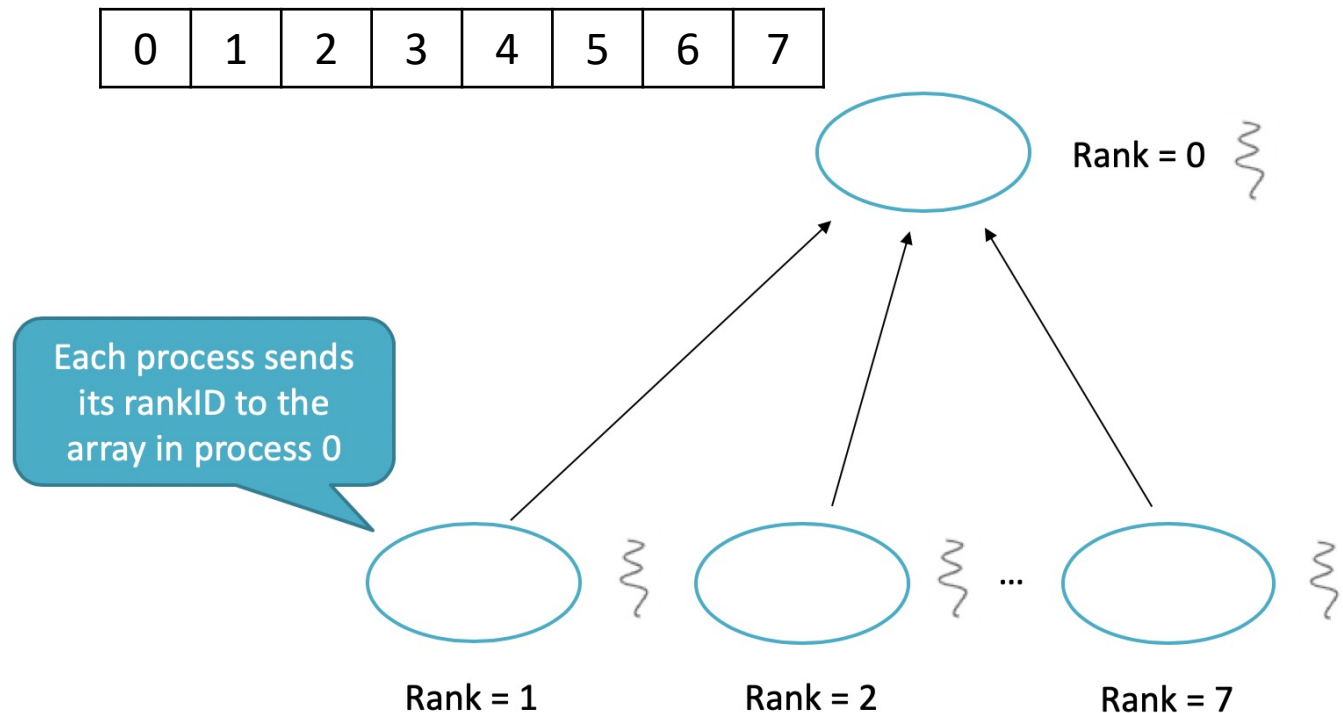 0 1 2 3 4 5 6 7
Rank = 0
Each process sends
its rankID to the
array in process 0
...
Rank = 1
Rank = 2
Rank = 7